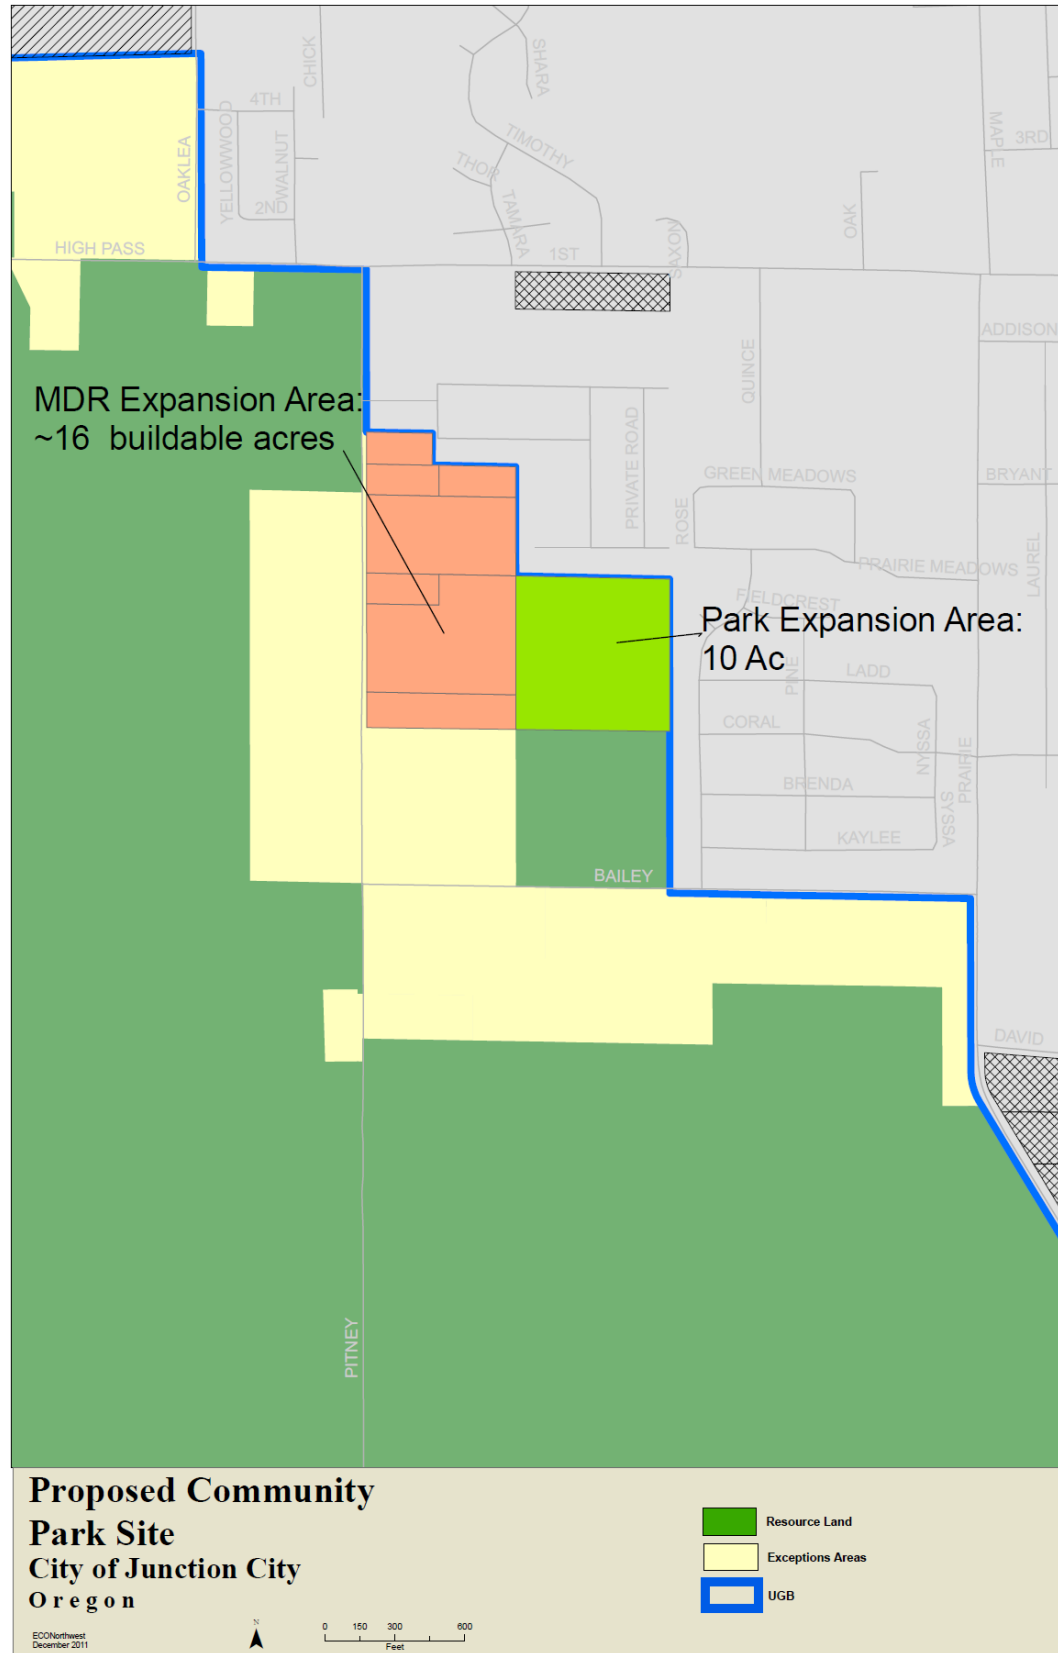 CHICK
SHARA
4TH
YELLOWWOOD
DWALNUT
OAKLEA
2ND
TIMOTHY
THOR
TAMARA
MAPLE
3RD
HIGH PASS
1ST
SAXON
OAK
ADDISON
QUINCE
MDR Expansion Area:
~16 buildable acres
PRIVATE ROAD
GREEN MEADOWS
BRYANT
ROSE
LAUREL
PRAIRIE MEADOWS
FIELDCREST
Park Expansion Area:
10 Ac
PINE
LADD
CORAL
NYSSA
PRAIRIE
BRENDA
SYSSA
KAYLEE
BAILEY
DAVID
PITNEY
Proposed Community
Park Site
City of Junction City
Oregon
ECONorthwest
December 2011
N
0 150 300 600
Feet
Resource Land
Exceptions Areas
UGB